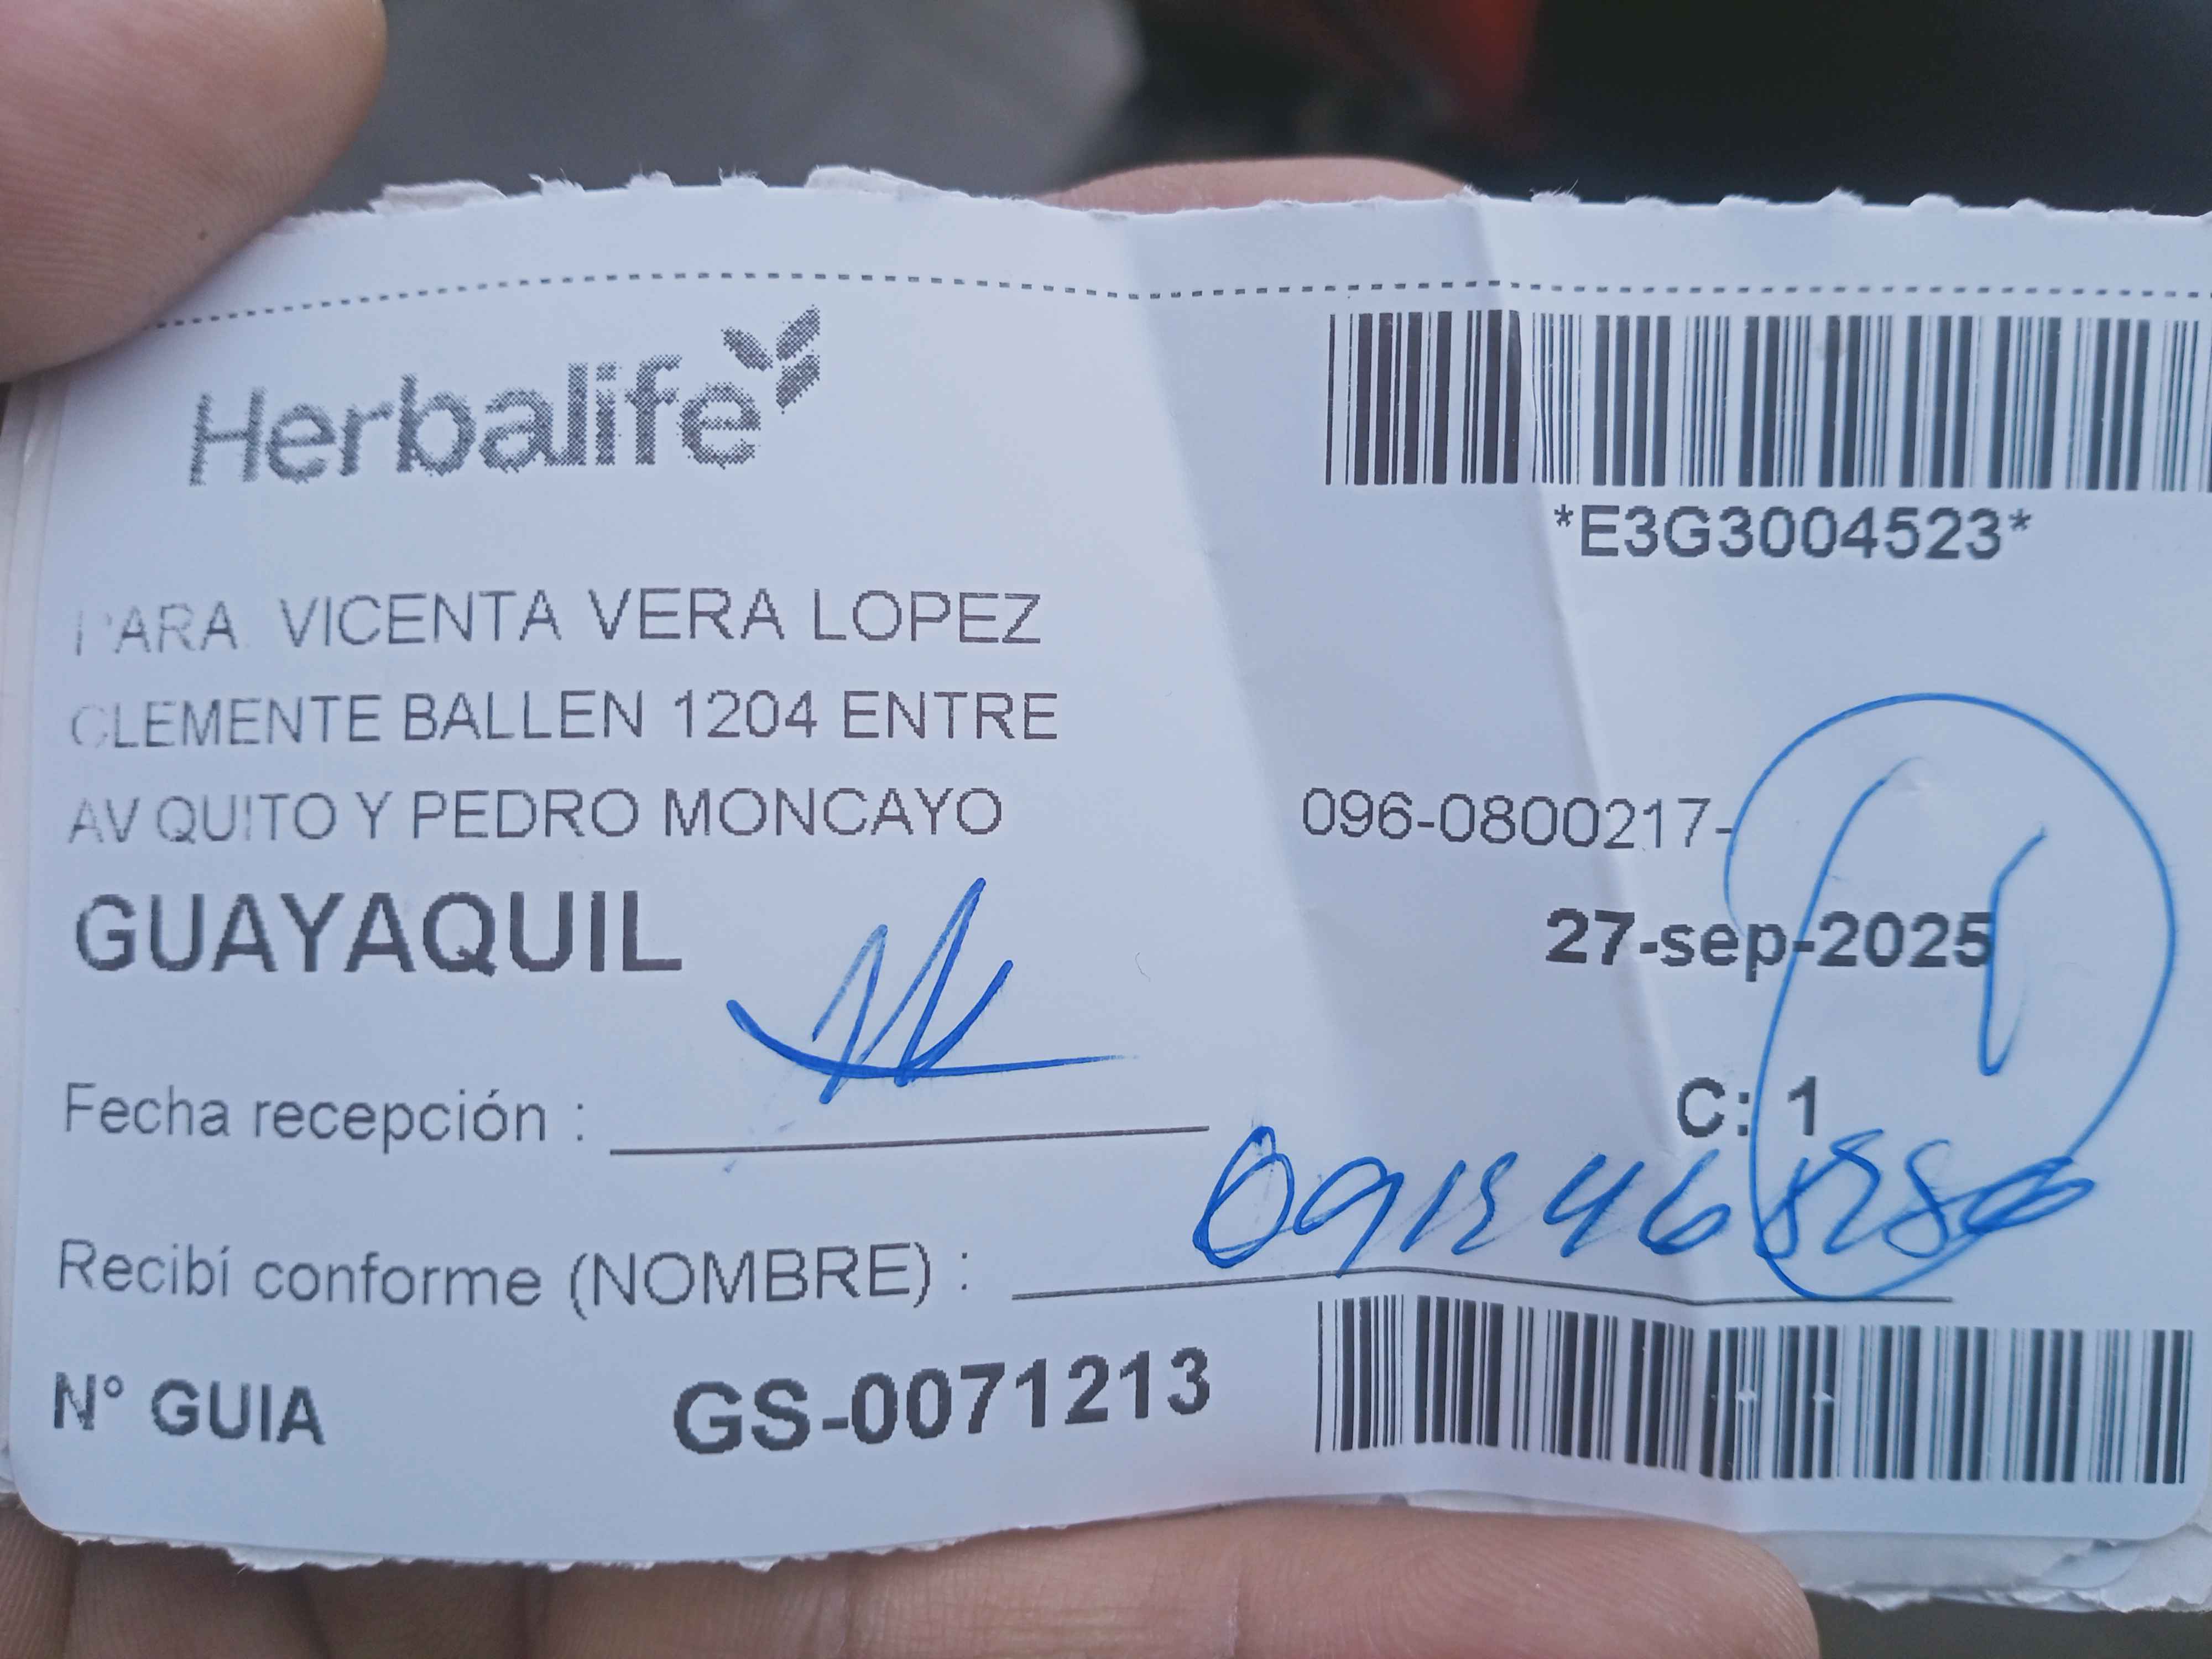 Herbalife
*E3G3004523*
PARA VICENTA VERA LOPEZ
CLEMENTE BALLEN 1204 ENTRE
AV QUITO Y PEDRO MONCAYO
096-0800217-
GUAYAQUIL
27-sep-2025
C: 1
Fecha recepción :
Recibí conforme (NOMBRE) :
N° GUIA GS-0071213